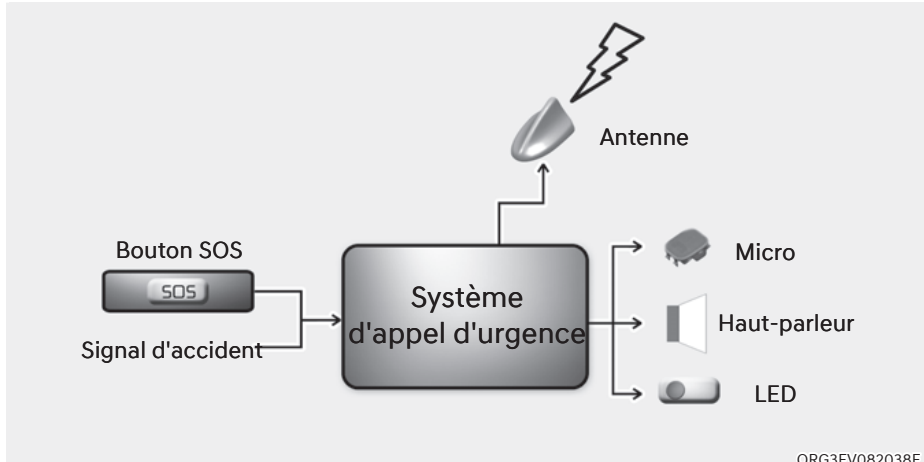 Antenne
Bouton SOS
SOS
Signal d'accident
Système
d'appel d'urgence
Micro
Haut-parleur
LED